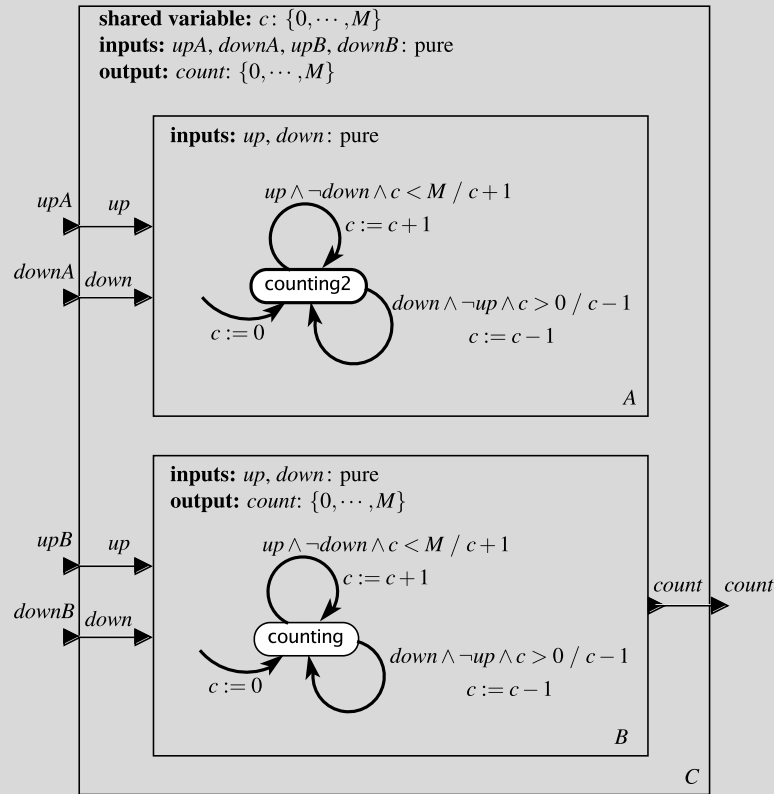 shared variable: c: {0, ··· , M}
inputs: upA, downA, upB, downB: pure
output: count: {0, ··· , M}
inputs: up, down: pure
up ∧ ¬down ∧ c < M / c + 1
c := c + 1
upA up
downA down
counting2
down ∧ ¬up ∧ c > 0 / c − 1
c := 0
c := c − 1
A
inputs: up, down: pure
output: count: {0, ··· , M}
up ∧ ¬down ∧ c < M / c + 1
c := c + 1
upB up
downB down
counting
count count
down ∧ ¬up ∧ c > 0 / c − 1
c := 0
c := c − 1
B
C